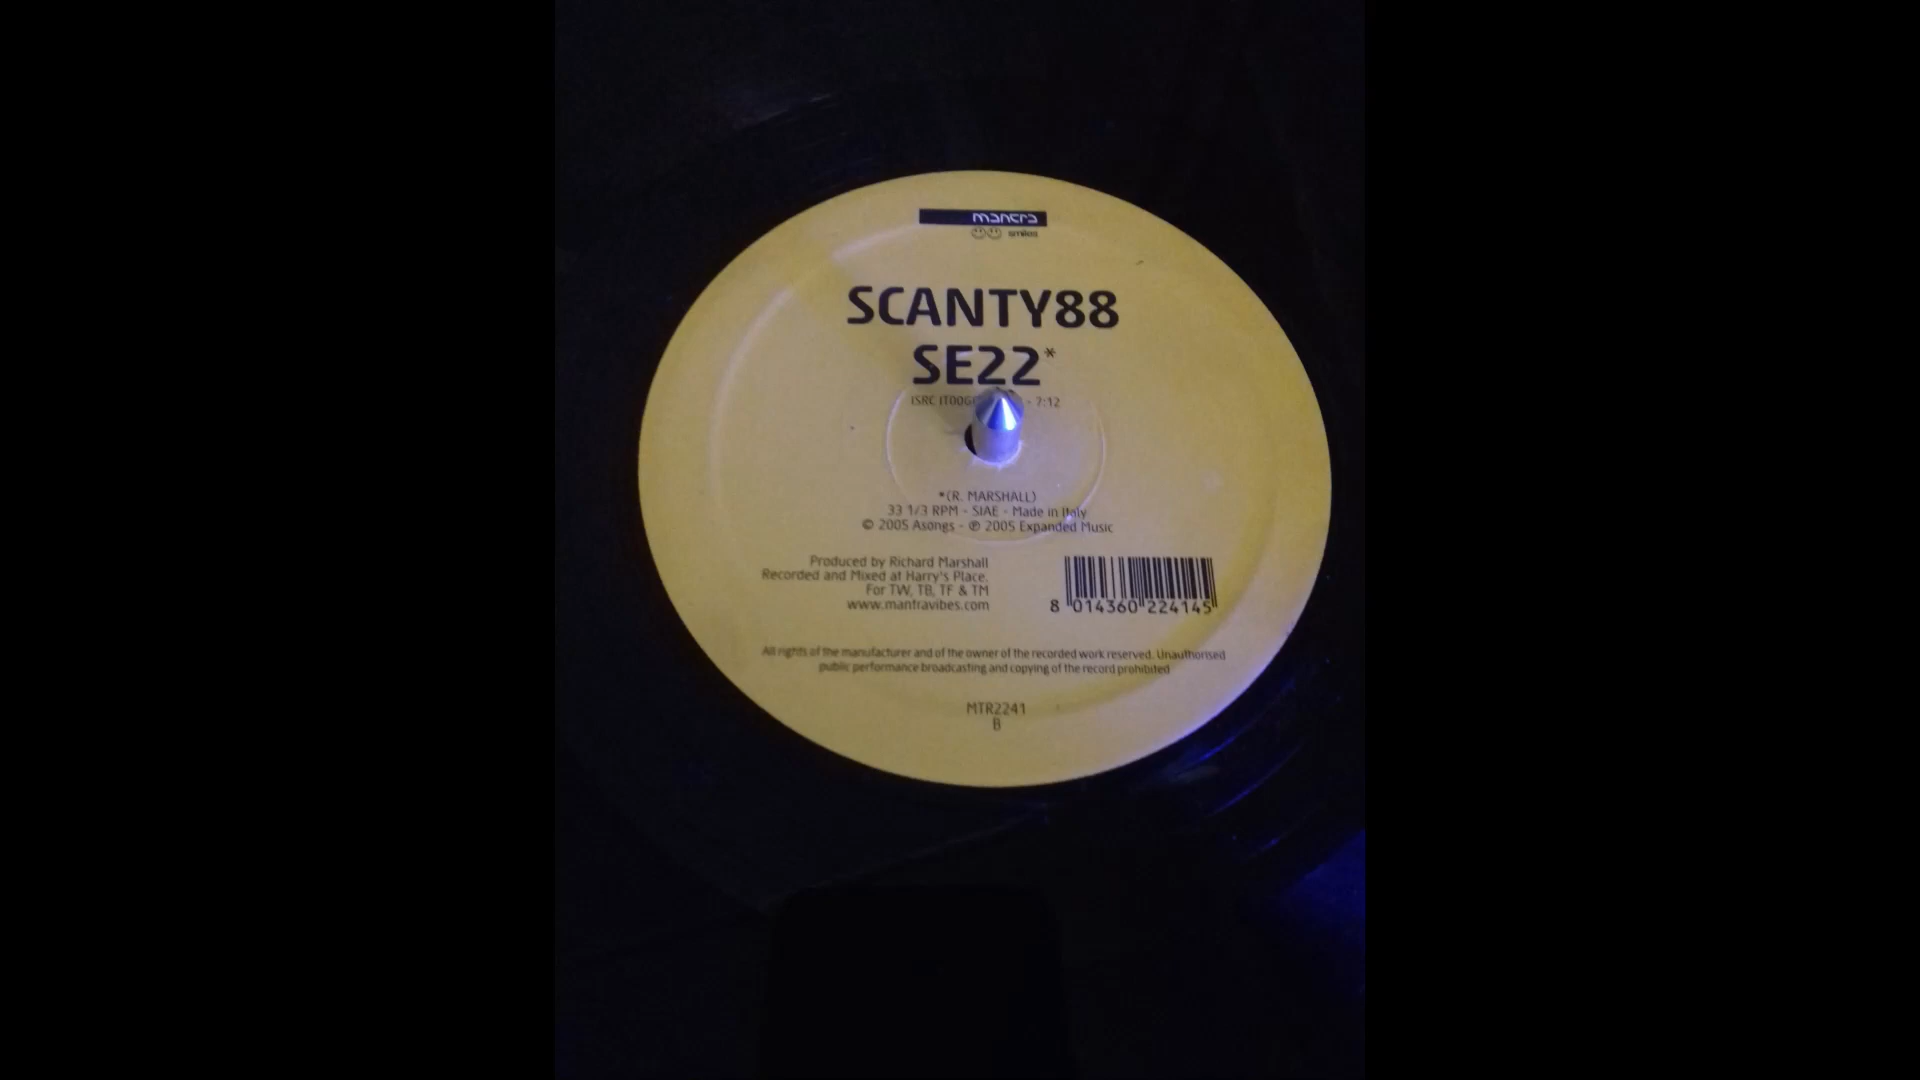 mantra
smiles
SCANTY88
SE22*
ISRC - 7:12
*(R. MARSHALL)
33 1/3 RPM - SIAE - Made in Italy
© 2005 Asongs - ℗ 2005 Expanded Music
Produced by Richard Marshall
Recorded and Mixed at Harry's Place.
For TW, TB, TF & TM
www.mantravibes.com
8 014360 224145
All rights of the manufacturer and of the owner of the recorded work reserved. Unauthorised
public performance broadcasting and copying of the record prohibited
MTR2241
B